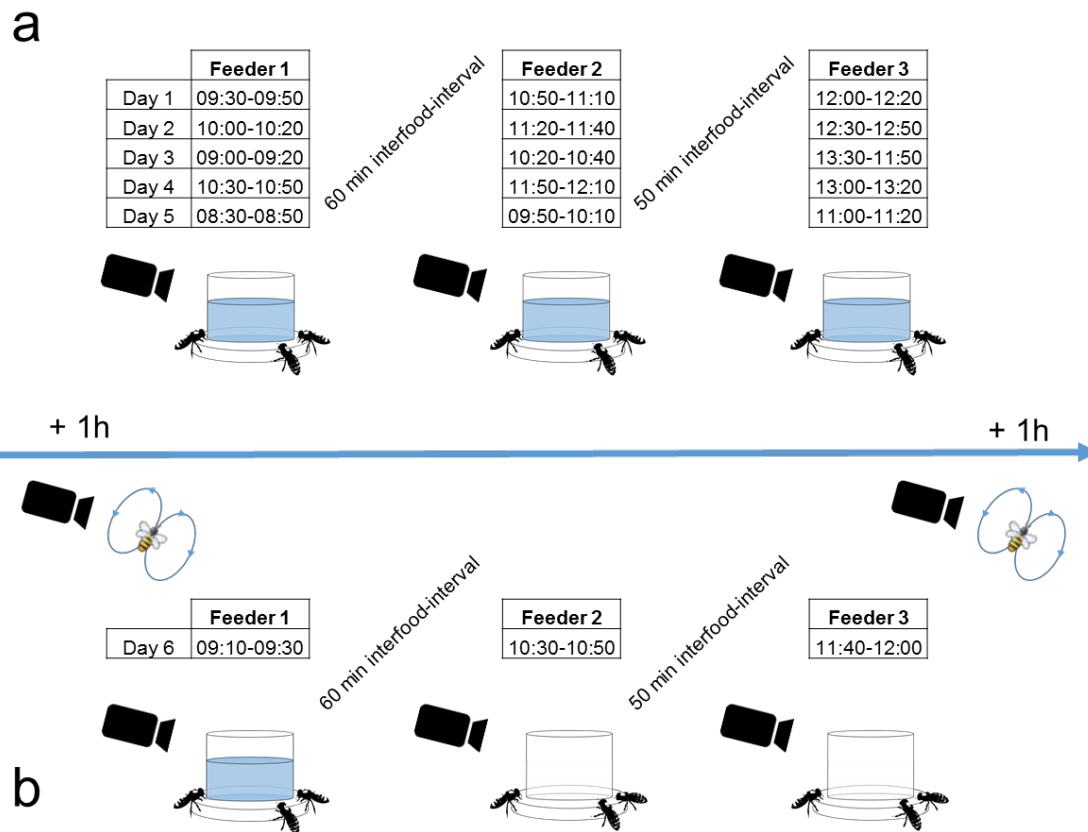 a
Feeder 1 Feeder 2 Feeder 3
Day 1 09:30-09:50 10:50-11:10 12:00-12:20
Day 2 10:00-10:20 11:20-11:40 12:30-12:50
Day 3 09:00-09:20 10:20-10:40 13:30-11:50
Day 4 10:30-10:50 11:50-12:10 13:00-13:20
Day 5 08:30-08:50 09:50-10:10 11:00-11:20
60 min interfood-interval
50 min interfood-interval
+ 1h + 1h
Feeder 1 Feeder 2 Feeder 3
Day 6 09:10-09:30 10:30-10:50 11:40-12:00
60 min interfood-interval
50 min interfood-interval
b